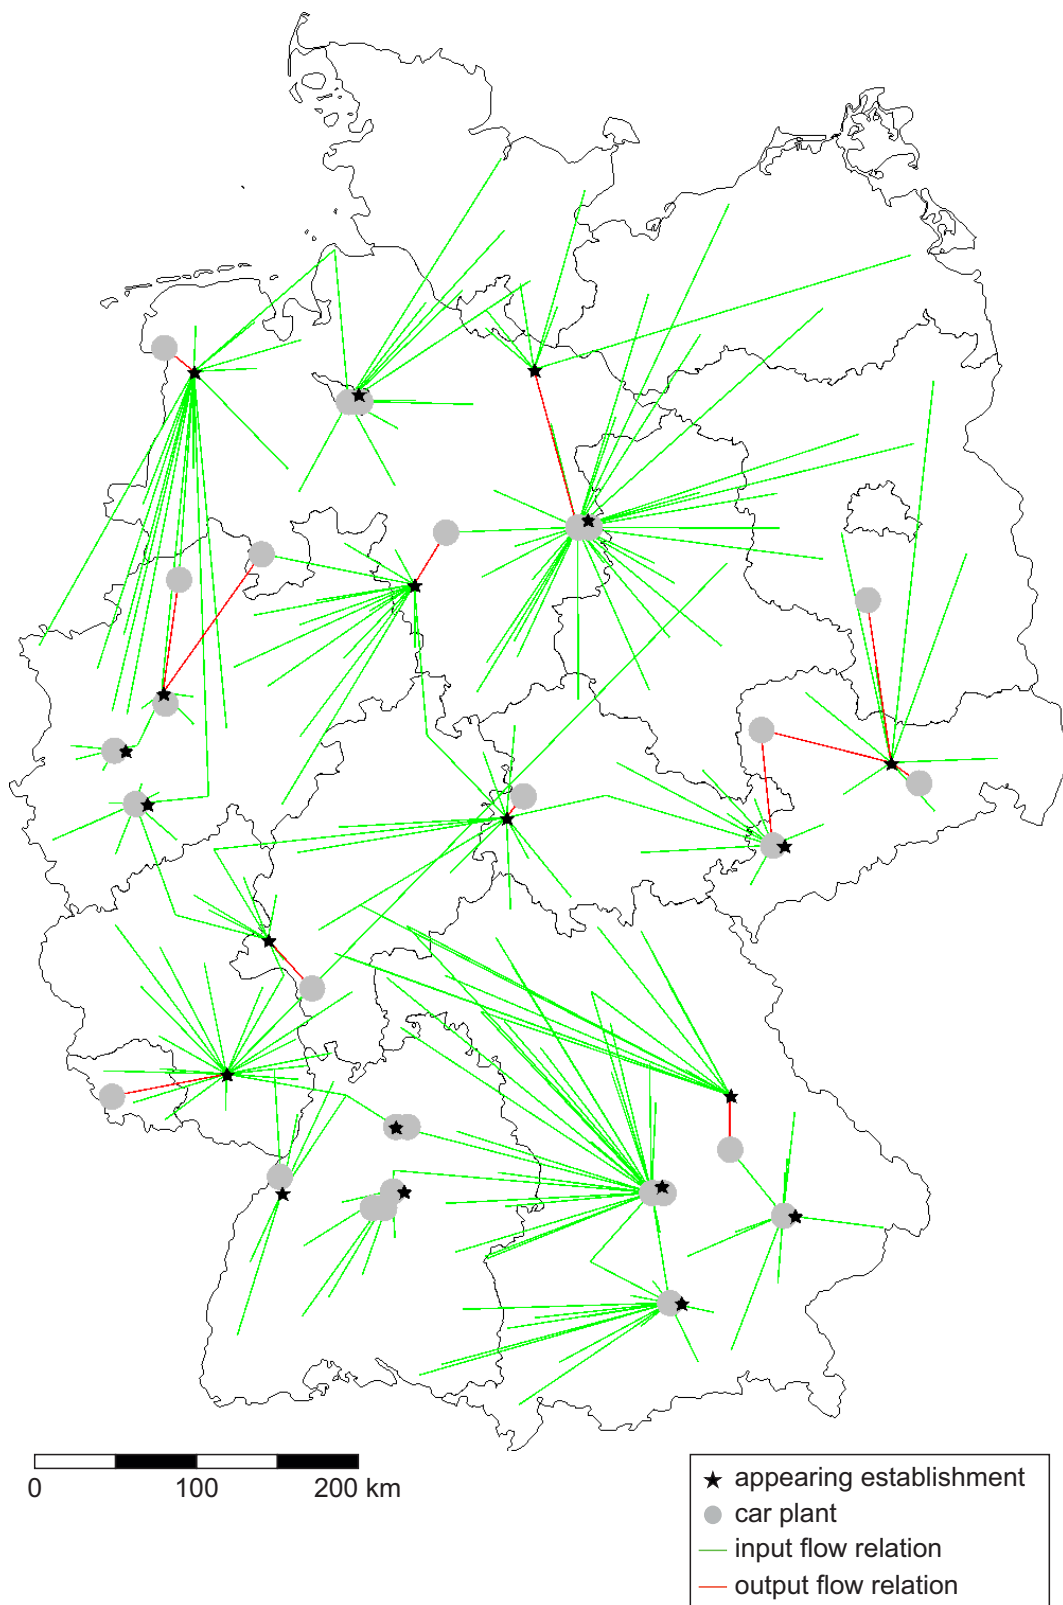 0 100 200 km
appearing establishment
car plant
input flow relation
output flow relation